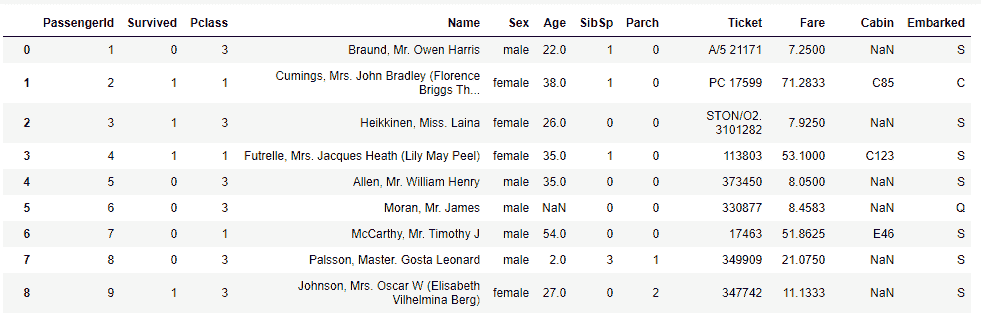 PassengerId Survived Pclass Name Sex Age SibSp Parch Ticket Fare Cabin Embarked
0 1 0 3 Braund, Mr. Owen Harris male 22.0 1 0 A/5 21171 7.2500 NaN S
1 2 1 1 Cumings, Mrs. John Bradley (Florence
Briggs Th... female 38.0 1 0 PC 17599 71.2833 C85 C
2 3 1 3 Heikkinen, Miss. Laina female 26.0 0 0 STON/O2.
3101282 7.9250 NaN S
3 4 1 1 Futrelle, Mrs. Jacques Heath (Lily May Peel) female 35.0 1 0 113803 53.1000 C123 S
4 5 0 3 Allen, Mr. William Henry male 35.0 0 0 373450 8.0500 NaN S
5 6 0 3 Moran, Mr. James male NaN 0 0 330877 8.4583 NaN Q
6 7 0 1 McCarthy, Mr. Timothy J male 54.0 0 0 17463 51.8625 E46 S
7 8 0 3 Palsson, Master. Gosta Leonard male 2.0 3 1 349909 21.0750 NaN S
8 9 1 3 Johnson, Mrs. Oscar W (Elisabeth
Vilhelmina Berg) female 27.0 0 2 347742 11.1333 NaN S